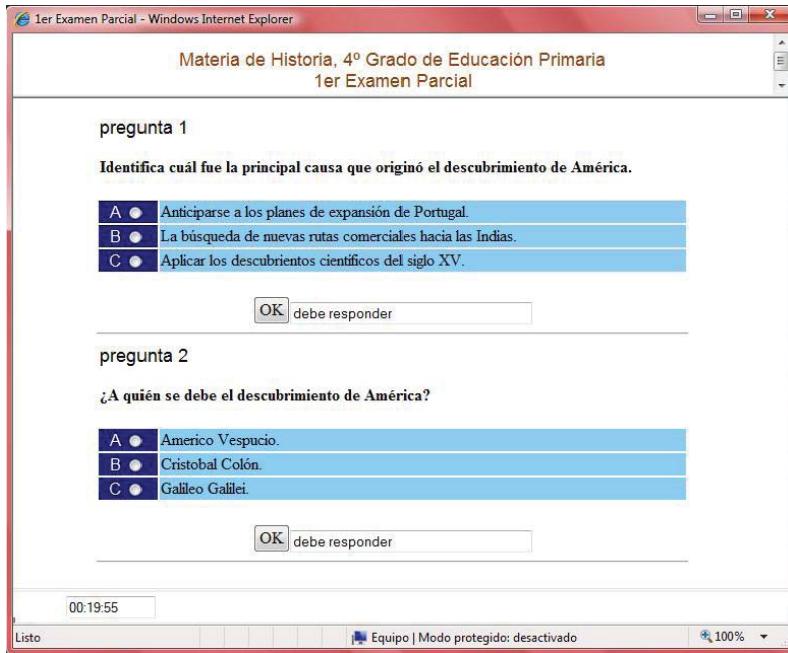 1er Examen Parcial - Windows Internet Explorer
Materia de Historia, 4º Grado de Educación Primaria
1er Examen Parcial
pregunta 1
Identifica cuál fue la principal causa que originó el descubrimiento de América.
A Anticiparse a los planes de expansión de Portugal.
B La búsqueda de nuevas rutas comerciales hacia las Indias.
C Aplicar los descubrientos científicos del siglo XV.
OK debe responder
pregunta 2
¿A quién se debe el descubrimiento de América?
A Americo Vespucio.
B Cristobal Colón.
C Galileo Galilei.
OK debe responder
00:19:55
Listo Equipo | Modo protegido: desactivado 100%